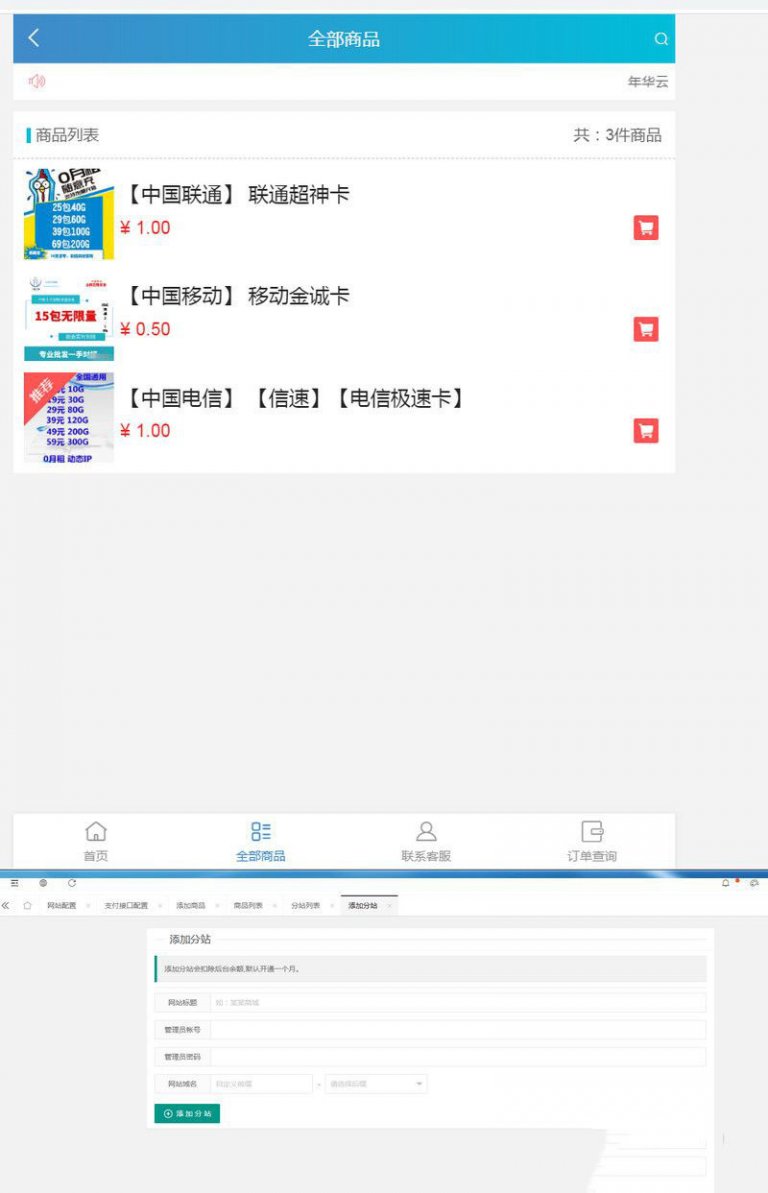 全部商品
年华云
商品列表
共：3件商品
0月租
随意充
25包40G
29包60G
39包100G
69包200G
【中国联通】 联通超神卡
¥ 1.00
15包无限量
专业批发一手
【中国移动】 移动金诚卡
¥ 0.50
推荐
全国通用
元 10G
元 30G
29元 80G
39元 120G
49元 200G
59元 300G
0月租 动态IP
【中国电信】 【信速】【电信极速卡】
¥ 1.00
首页
全部商品
联系客服
订单查询
网站配置
支付接口配置
添加商品
商品列表
分站列表
添加分站
添加分站
添加分站会扣除后台余额,默认开通一个月。
网站标题
如：某某商城
管理员帐号
管理员密码
网站域名
自定义前缀
-
请选择后缀
添加分站